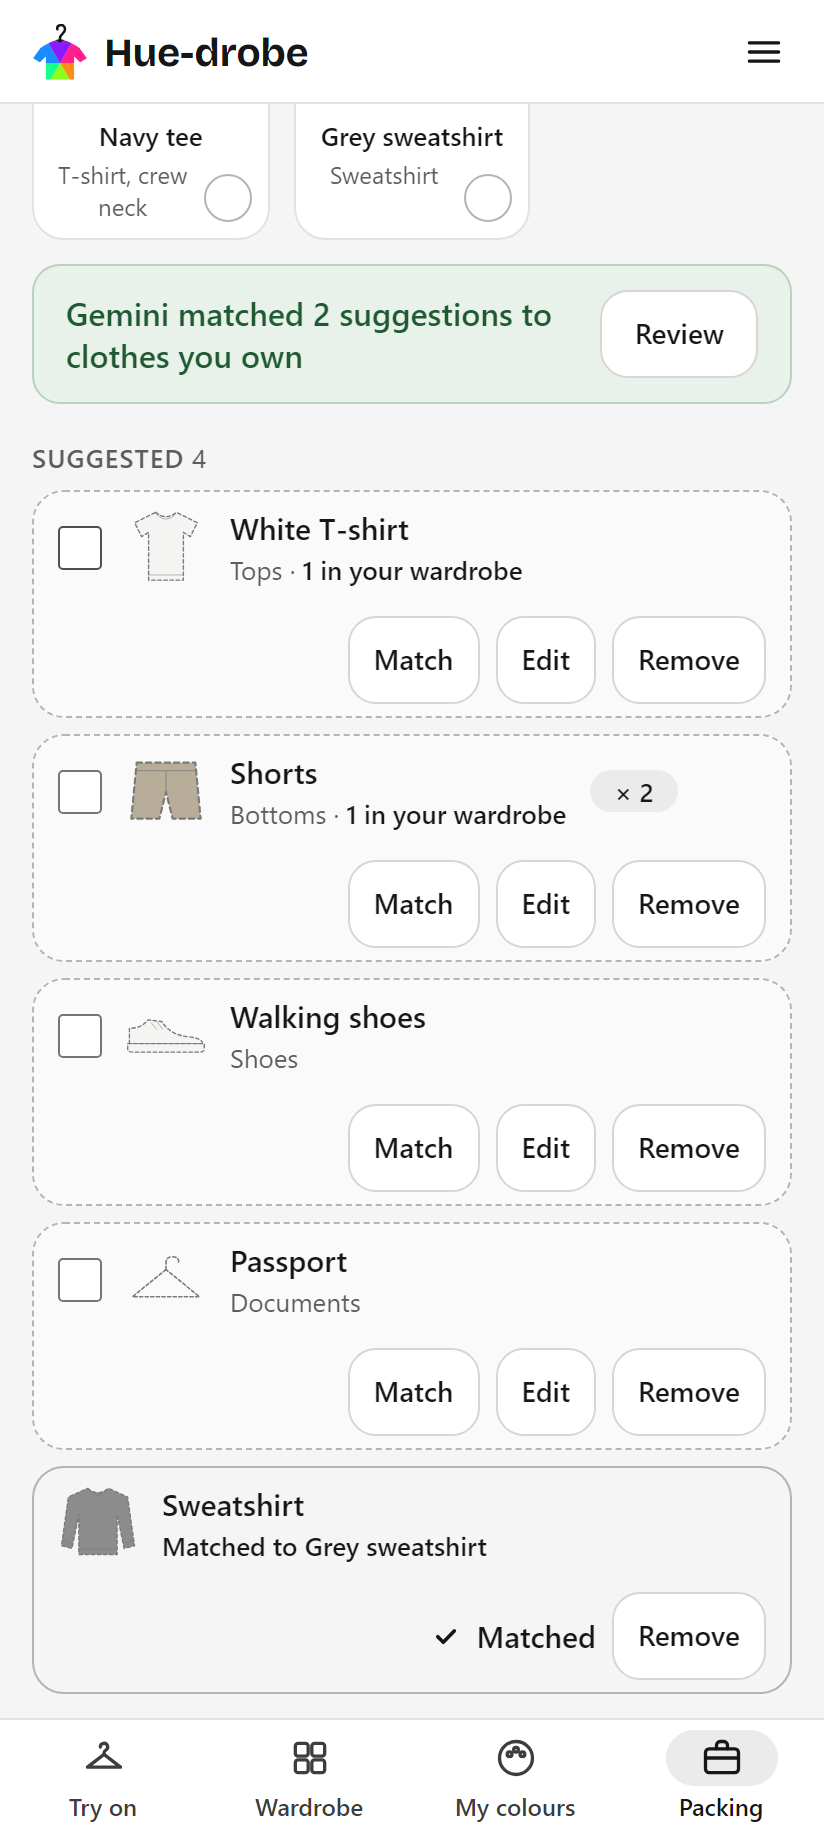 Hue-drobe
Navy tee
T-shirt, crew
neck
Grey sweatshirt
Sweatshirt
Gemini matched 2 suggestions to
clothes you own
Review
SUGGESTED 4
White T-shirt
Tops · 1 in your wardrobe
Match
Edit
Remove
Shorts
Bottoms · 1 in your wardrobe
× 2
Match
Edit
Remove
Walking shoes
Shoes
Match
Edit
Remove
Passport
Documents
Match
Edit
Remove
Sweatshirt
Matched to Grey sweatshirt
Matched
Remove
Try on
Wardrobe
My colours
Packing